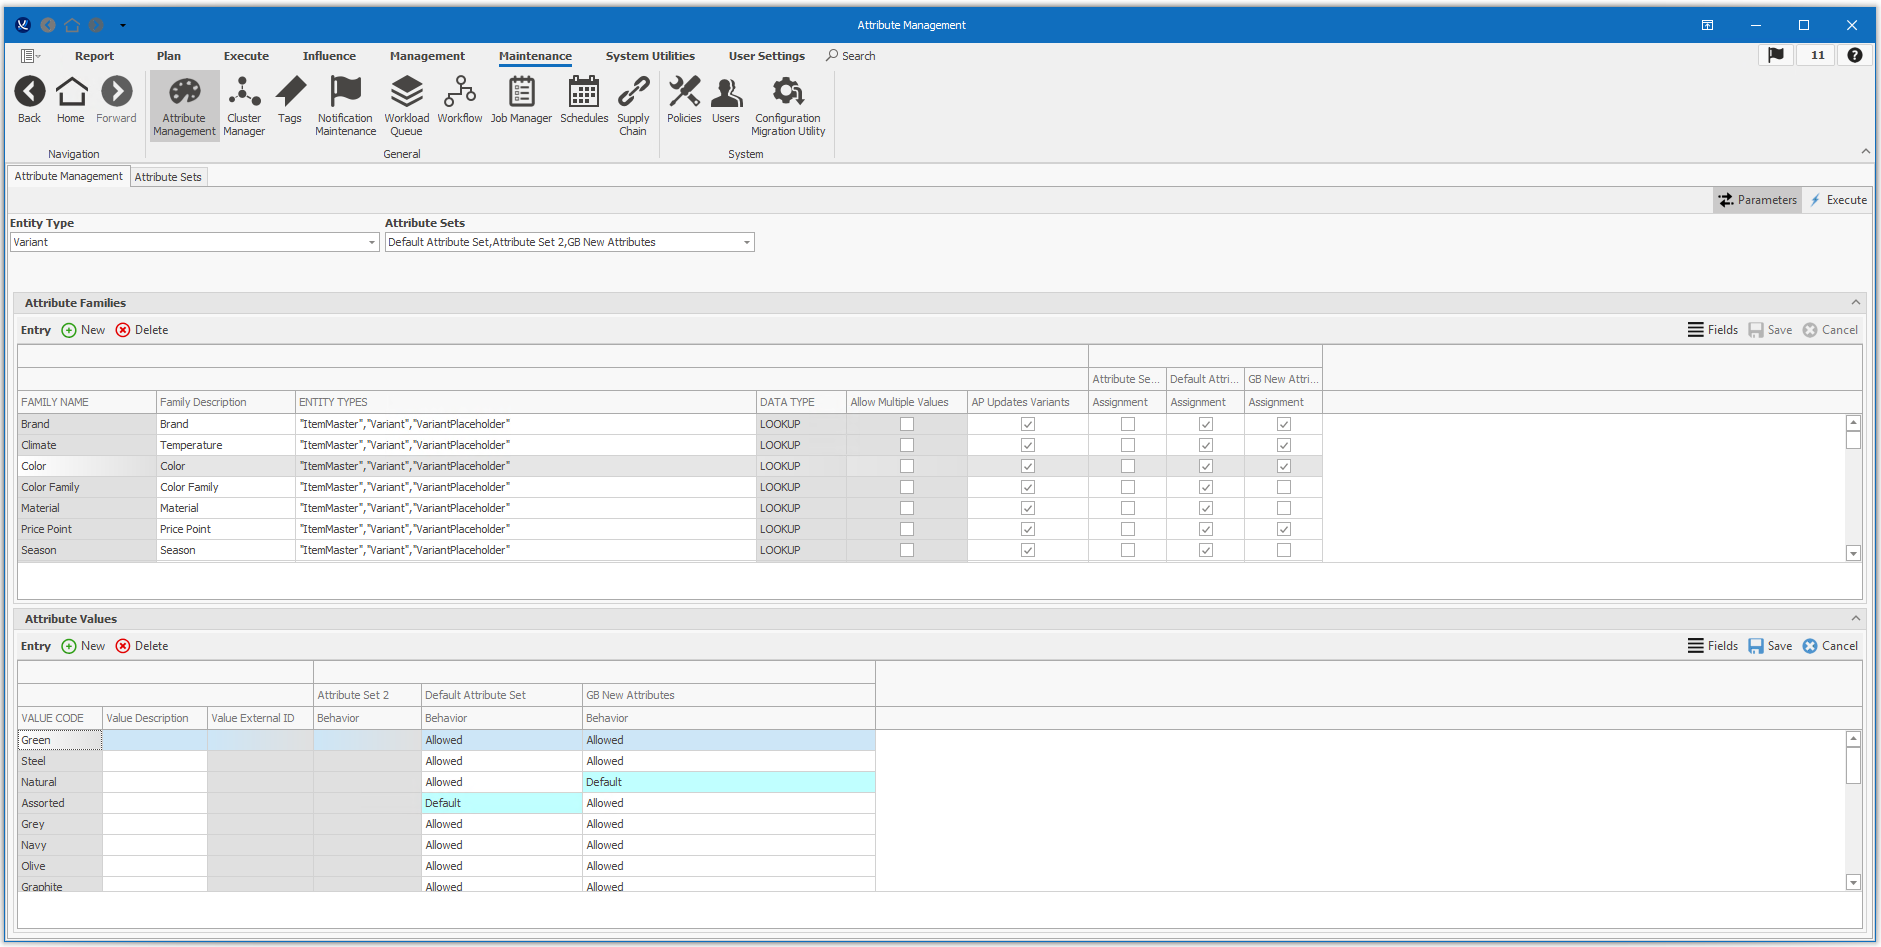 Attribute Management
Report Plan Execute Influence Management Maintenance System Utilities User Settings Search 11 ?
Back Home Forward Attribute Management Cluster Manager Tags Notification Maintenance Workload Queue Workflow Job Manager Schedules Supply Chain Policies Users Configuration Migration Utility
Navigation General System
Attribute Management Attribute Sets
Parameters Execute
Entity Type Attribute Sets
Variant Default Attribute Set,Attribute Set 2,GB New Attributes
Attribute Families
Entry New Delete Fields Save Cancel
Attribute Se... Default Attri... GB New Attri...
FAMILY NAME Family Description ENTITY TYPES DATA TYPE Allow Multiple Values AP Updates Variants Assignment Assignment Assignment
Brand Brand "ItemMaster","Variant","VariantPlaceholder" LOOKUP
Climate Temperature "ItemMaster","Variant","VariantPlaceholder" LOOKUP
Color Color "ItemMaster","Variant","VariantPlaceholder" LOOKUP
Color Family Color Family "ItemMaster","Variant","VariantPlaceholder" LOOKUP
Material Material "ItemMaster","Variant","VariantPlaceholder" LOOKUP
Price Point Price Point "ItemMaster","Variant","VariantPlaceholder" LOOKUP
Season Season "ItemMaster","Variant","VariantPlaceholder" LOOKUP
Attribute Values
Entry New Delete Fields Save Cancel
Attribute Set 2 Default Attribute Set GB New Attributes
VALUE CODE Value Description Value External ID Behavior Behavior Behavior
Green Allowed Allowed
Steel Allowed Allowed
Natural Allowed Default
Assorted Default Allowed
Grey Allowed Allowed
Navy Allowed Allowed
Olive Allowed Allowed
Graphite Allowed Allowed